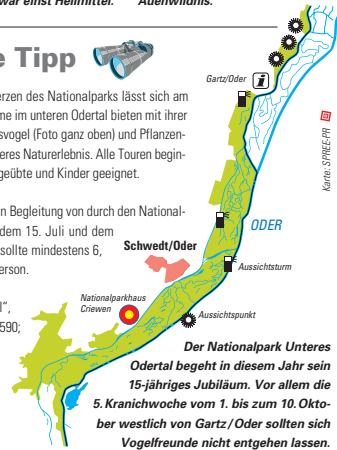 war einst Heilmittel.
Auenwildnis.
e Tipp
erzen des Nationalparks lässt sich am
me im unteren Odertal bieten mit ihrer
svogel (Foto ganz oben) und Pflanzen-
eres Naturerlebnis. Alle Touren begin-
geübte und Kinder geeignet.
n Begleitung von durch den National-
dem 15. Juli und dem
sollte mindestens 6,
erson.
l“,
590;
Gartz/Oder
i
Karte: SPREE-PR
ODER
Schwedt/Oder
Aussichtsturm
Nationalparkhaus
Criewen
Aussichtspunkt
Der Nationalpark Unteres
Odertal begeht in diesem Jahr sein
15-jähriges Jubiläum. Vor allem die
5. Kranichwoche vom 1. bis zum 10. Okto-
ber westlich von Gartz/Oder sollten sich
Vogelfreunde nicht entgehen lassen.